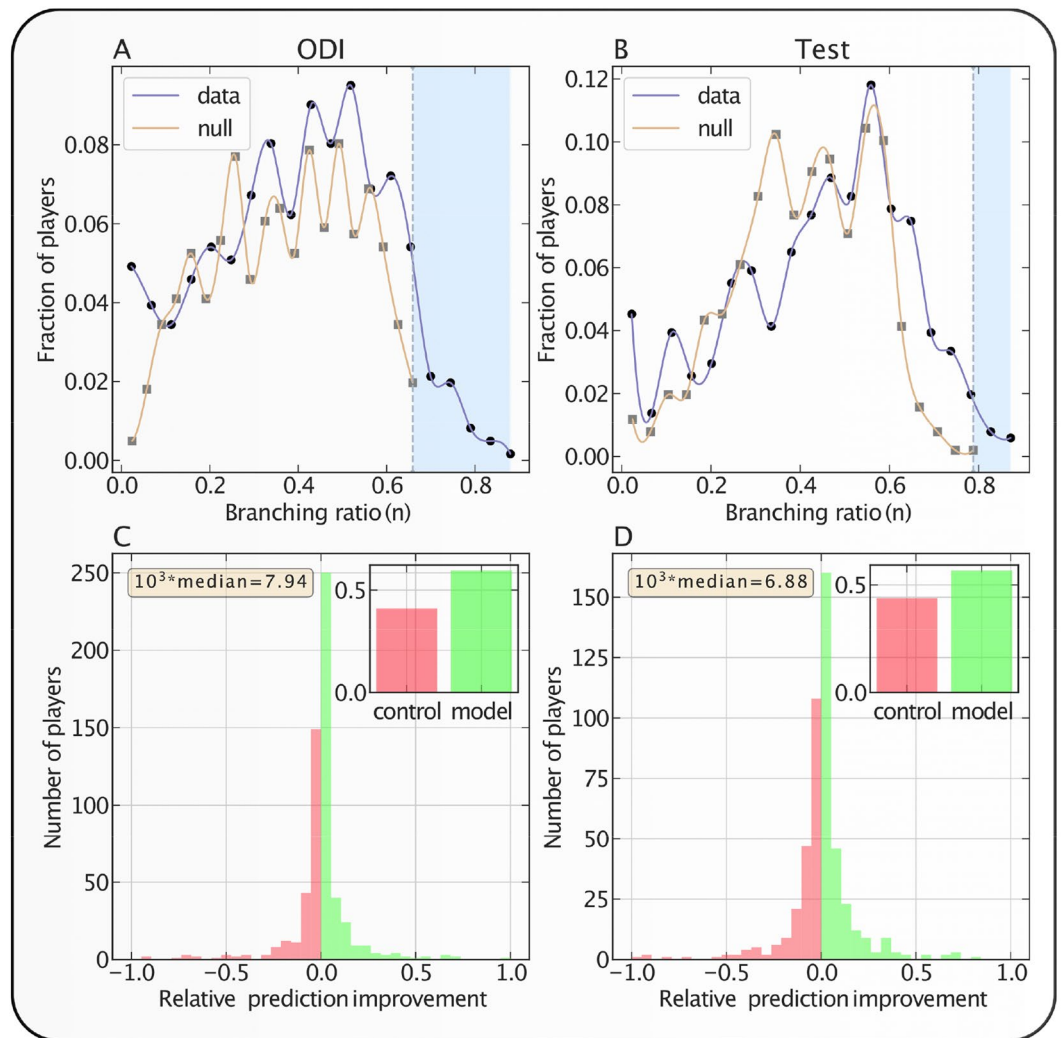 A
ODI
B
Test
data
null
data
null
Fraction of players
0.08
0.06
0.04
0.02
0.00
0.0 0.2 0.4 0.6 0.8
Branching ratio (n)
Fraction of players
0.12
0.10
0.08
0.06
0.04
0.02
0.00
0.0 0.2 0.4 0.6 0.8
Branching ratio (n)
C
10³*median=7.94
0.5
0.0
control model
Number of players
250
200
150
100
50
0
−1.0 −0.5 0.0 0.5 1.0
Relative prediction improvement
D
10³*median=6.88
0.5
0.0
control model
Number of players
150
125
100
75
50
25
0
−1.0 −0.5 0.0 0.5 1.0
Relative prediction improvement